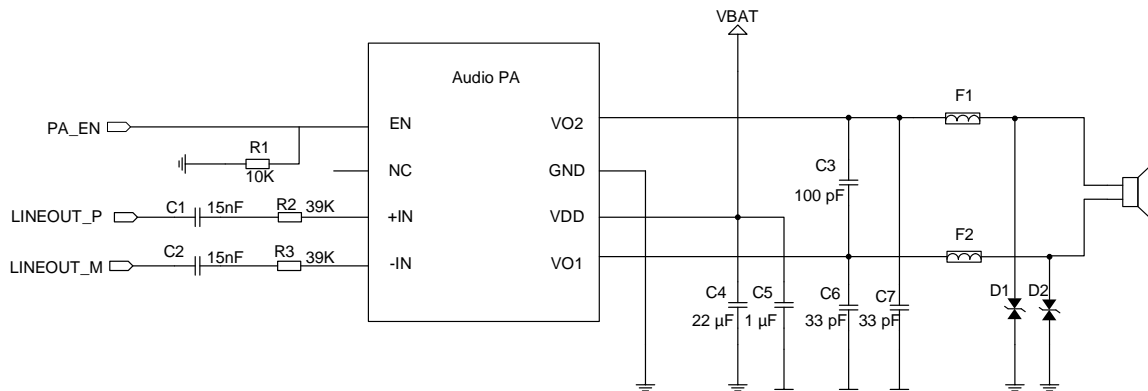 VBAT
Audio PA
F1
PA_EN
EN
VO2
R1
10K
NC
GND
C3
100 pF
LINEOUT_P
C1
15nF
R2
39K
+IN
VDD
LINEOUT_M
C2
15nF
R3
39K
-IN
VO1
F2
C4
22 µF
C5
1 µF
C6
33 pF
C7
33 pF
D1
D2